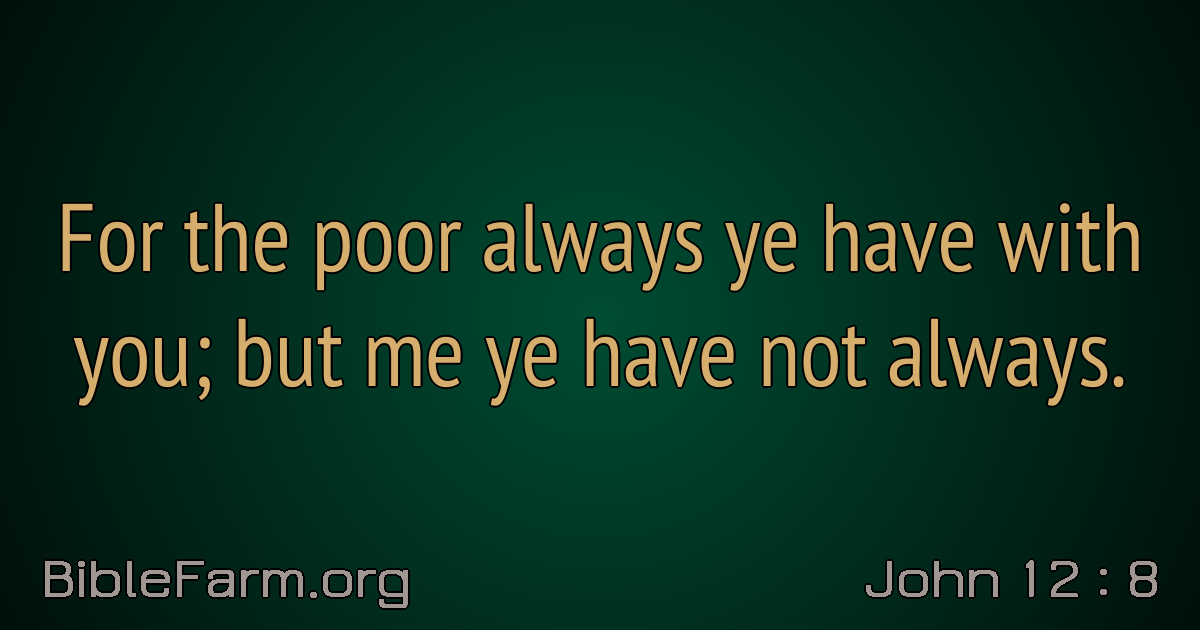 For the poor always ye have with
you; but me ye have not always.
BibleFarm.org
John 12 : 8